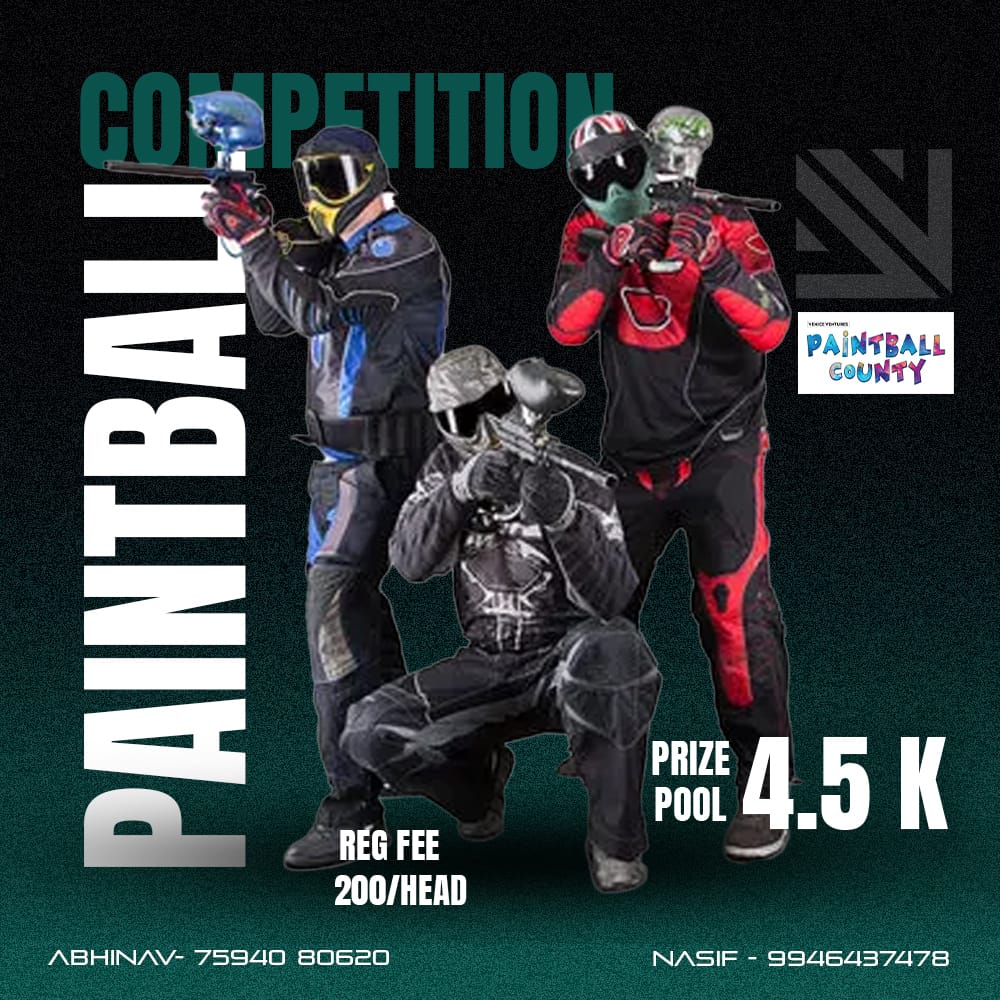 COMPETITION
PAINTBALL
VENICE VENTURES
PAINTBALL
COUNTY
PRIZE
POOL
4.5 K
REG FEE
200/HEAD
ABHINAV- 75940 80620
NASIF - 9946437478